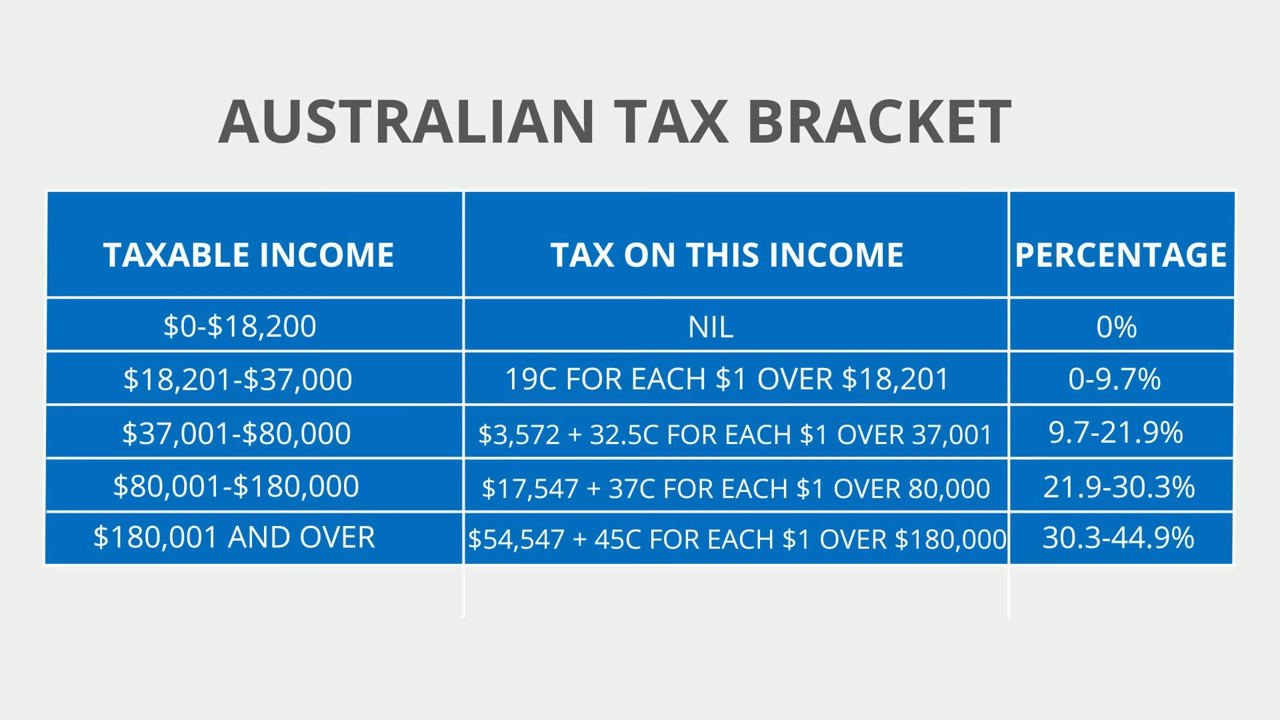 AUSTRALIAN TAX BRACKET
TAXABLE INCOME TAX ON THIS INCOME PERCENTAGE
$0-$18,200 NIL 0%
$18,201-$37,000 19C FOR EACH $1 OVER $18,201 0-9.7%
$37,001-$80,000 $3,572 + 32.5C FOR EACH $1 OVER 37,001 9.7-21.9%
$80,001-$180,000 $17,547 + 37C FOR EACH $1 OVER 80,000 21.9-30.3%
$180,001 AND OVER $54,547 + 45C FOR EACH $1 OVER $180,000 30.3-44.9%